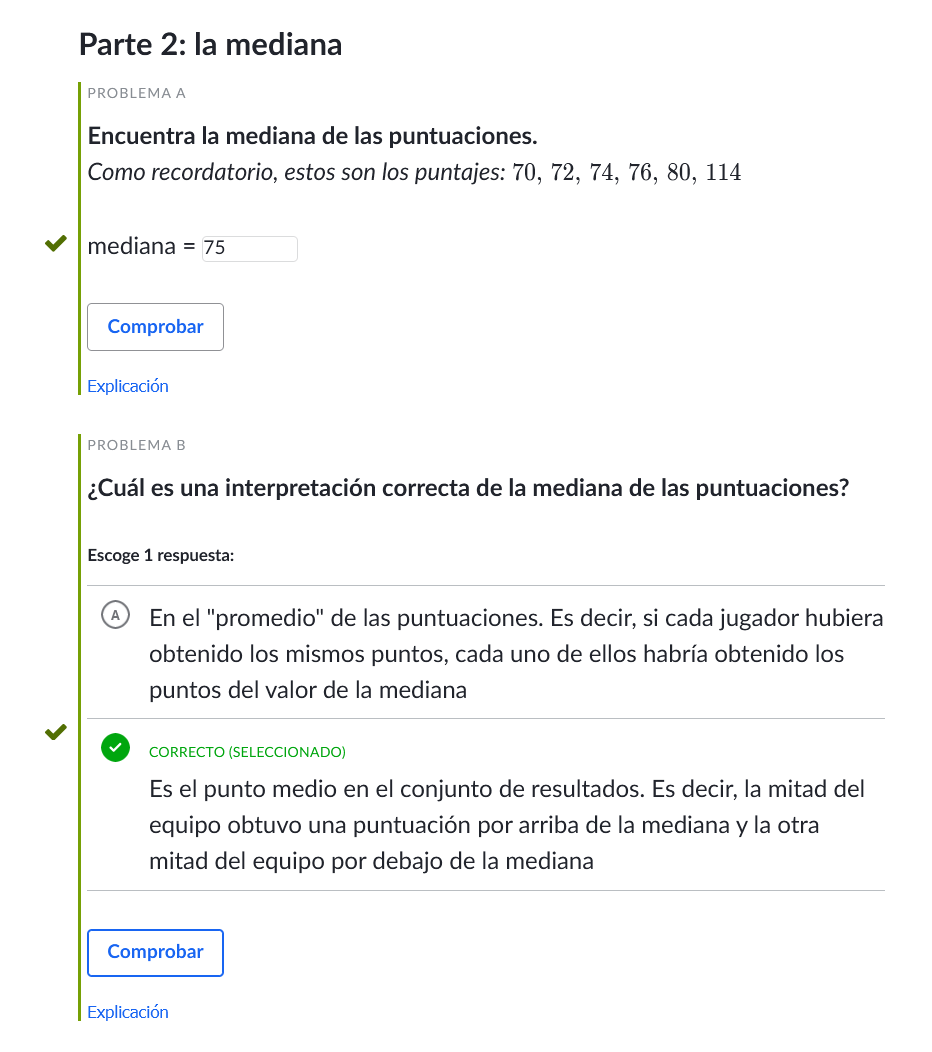 Parte 2: la mediana
PROBLEMA A
Encuentra la mediana de las puntuaciones.
Como recordatorio, estos son los puntajes: 70, 72, 74, 76, 80, 114
mediana = 75
Comprobar
Explicación
PROBLEMA B
¿Cuál es una interpretación correcta de la mediana de las puntuaciones?
Escoge 1 respuesta:
A
En el "promedio" de las puntuaciones. Es decir, si cada jugador hubiera
obtenido los mismos puntos, cada uno de ellos habría obtenido los
puntos del valor de la mediana
CORRECTO (SELECCIONADO)
Es el punto medio en el conjunto de resultados. Es decir, la mitad del
equipo obtuvo una puntuación por arriba de la mediana y la otra
mitad del equipo por debajo de la mediana
Comprobar
Explicación